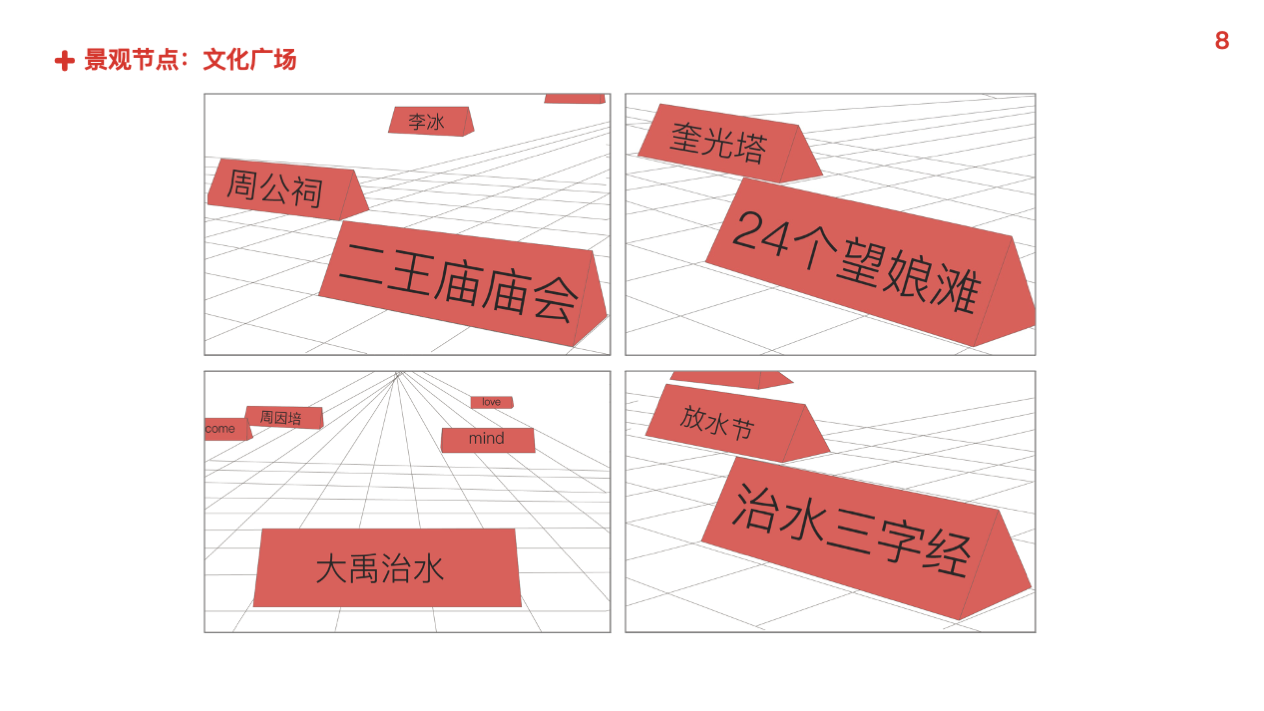 景观节点：文化广场
8
李冰
周公祠
二王庙庙会
奎光塔
24个望娘滩
周因培
come
love
mind
大禹治水
放水节
治水三字经